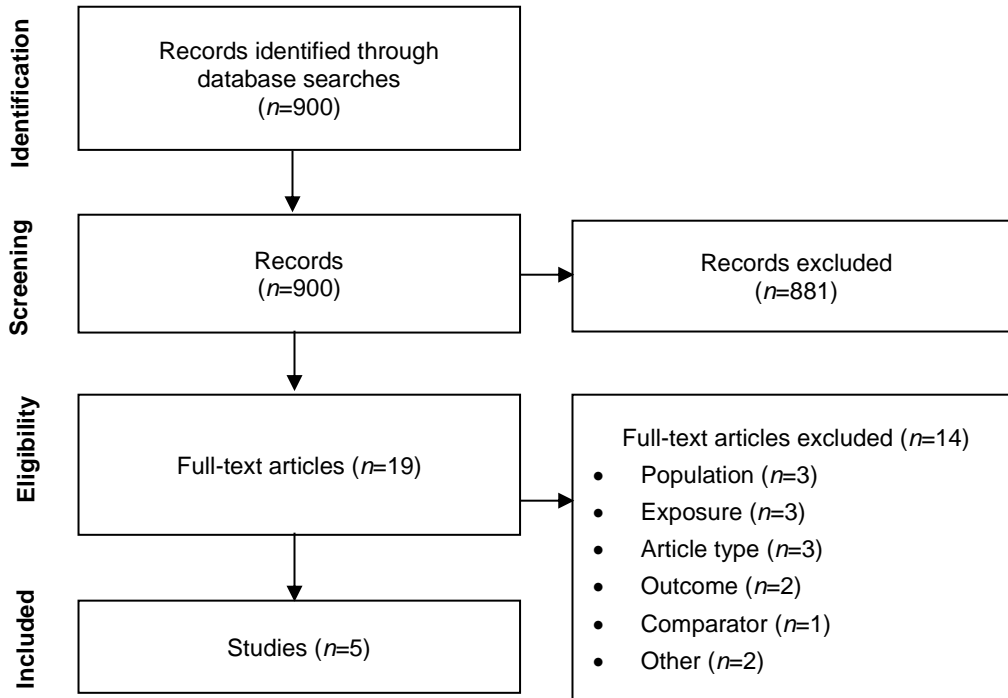 Identification
Records identified through
database searches
(n=900)
Screening
Records
(n=900)
Records excluded
(n=881)
Eligibility
Full-text articles (n=19)
Full-text articles excluded (n=14)
• Population (n=3)
• Exposure (n=3)
• Article type (n=3)
• Outcome (n=2)
• Comparator (n=1)
• Other (n=2)
Included
Studies (n=5)